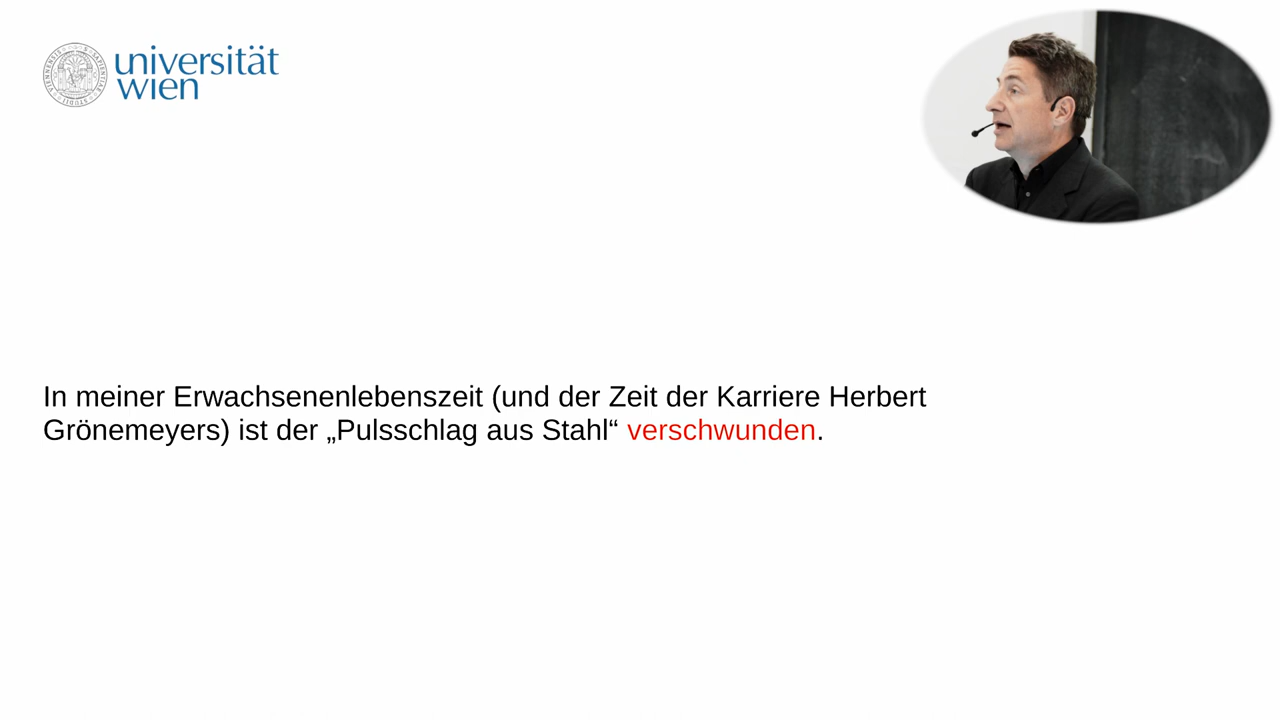 universität
wien
In meiner Erwachsenenlebenszeit (und der Zeit der Karriere Herbert
Grönemeyers) ist der „Pulsschlag aus Stahl“ verschwunden.